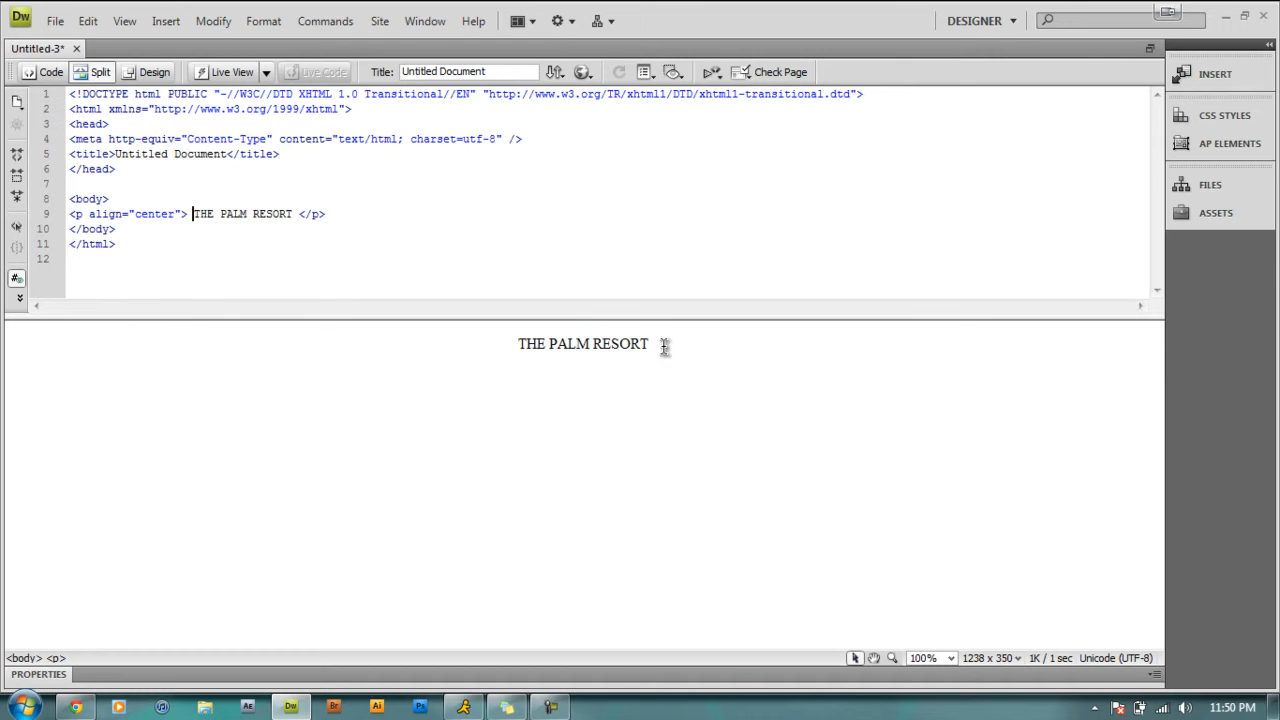 Dw File Edit View Insert Modify Format Commands Site Window Help DESIGNER
Untitled-3*
Code Split Design Live View Live Code Title: Untitled Document Check Page
1 <!DOCTYPE html PUBLIC "-//W3C//DTD XHTML 1.0 Transitional//EN" "http://www.w3.org/TR/xhtml1/DTD/xhtml1-transitional.dtd">
2 <html xmlns="http://www.w3.org/1999/xhtml">
3 <head>
4 <meta http-equiv="Content-Type" content="text/html; charset=utf-8" />
5 <title>Untitled Document</title>
6 </head>
7
8 <body>
9 <p align="center"> THE PALM RESORT </p>
10 </body>
11 </html>
12
INSERT
CSS STYLES
AP ELEMENTS
FILES
ASSETS
THE PALM RESORT
<body> <p> 100% 1238 x 350 1K / 1 sec Unicode (UTF-8)
PROPERTIES
Ae Dw Br Ai Ps 11:50 PM